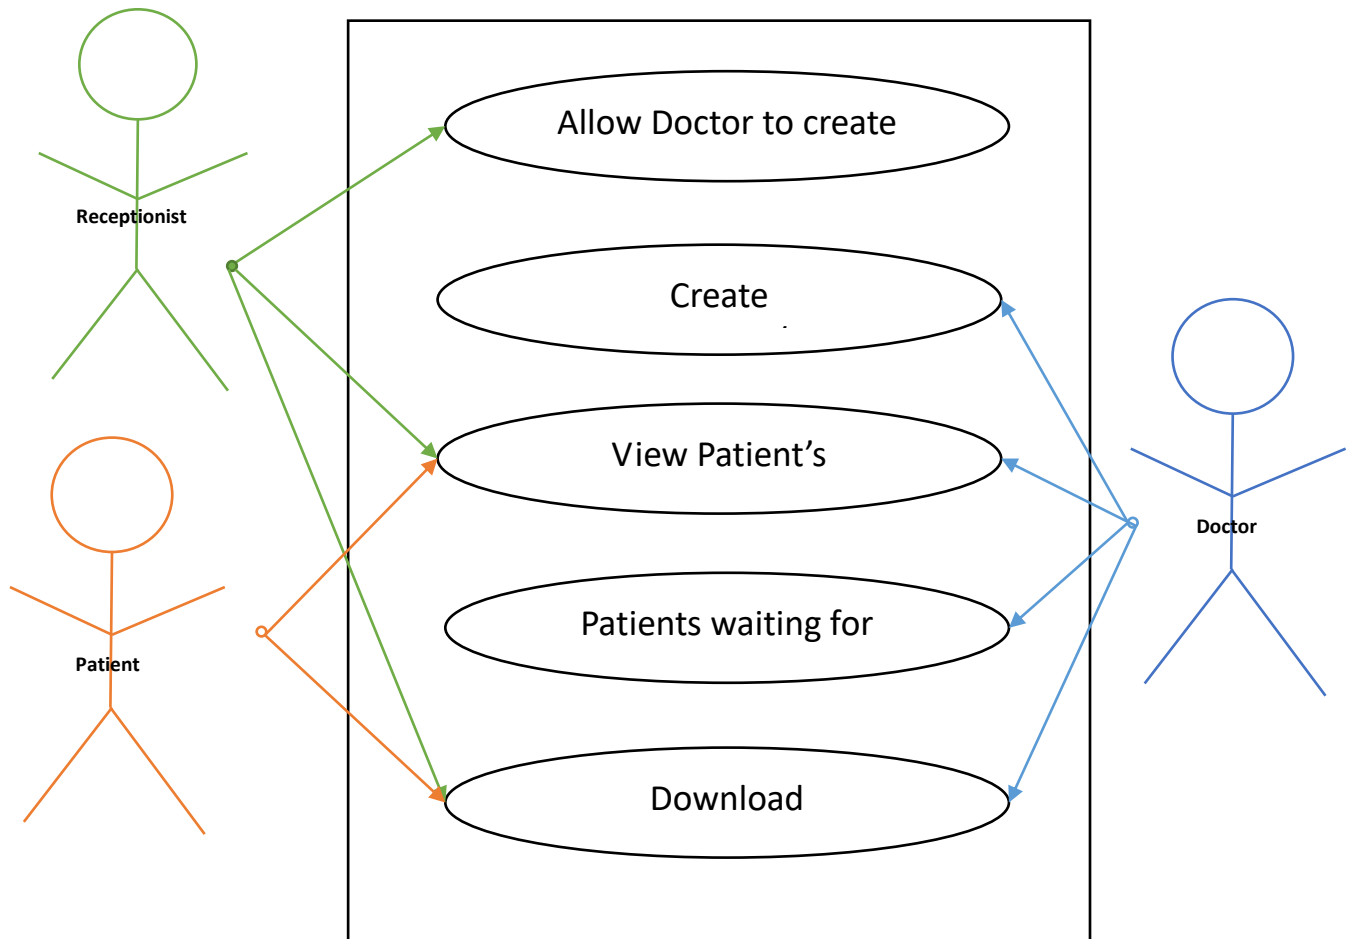 Allow Doctor to create
Receptionist
Create
View Patient’s
Doctor
Patients waiting for
Patient
Download